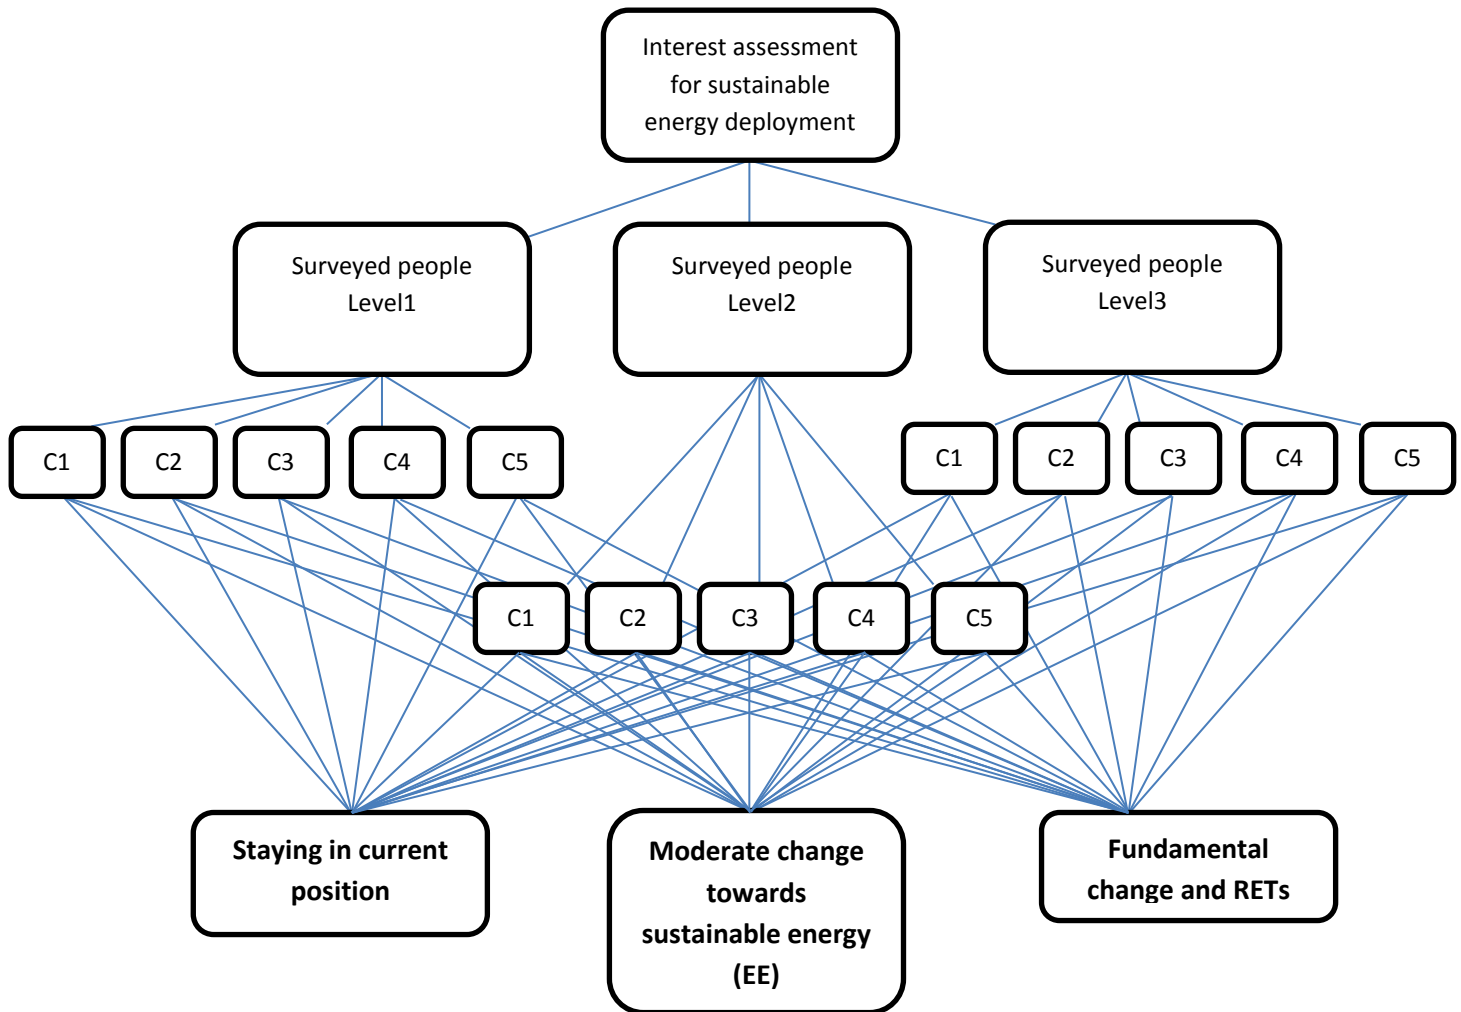 Interest assessment
for sustainable
energy deployment
Surveyed people
Level1
Surveyed people
Level2
Surveyed people
Level3
C1
C2
C3
C4
C5
C1
C2
C3
C4
C5
C1
C2
C3
C4
C5
Staying in current
position
Moderate change
towards
sustainable energy
(EE)
Fundamental
change and RETs